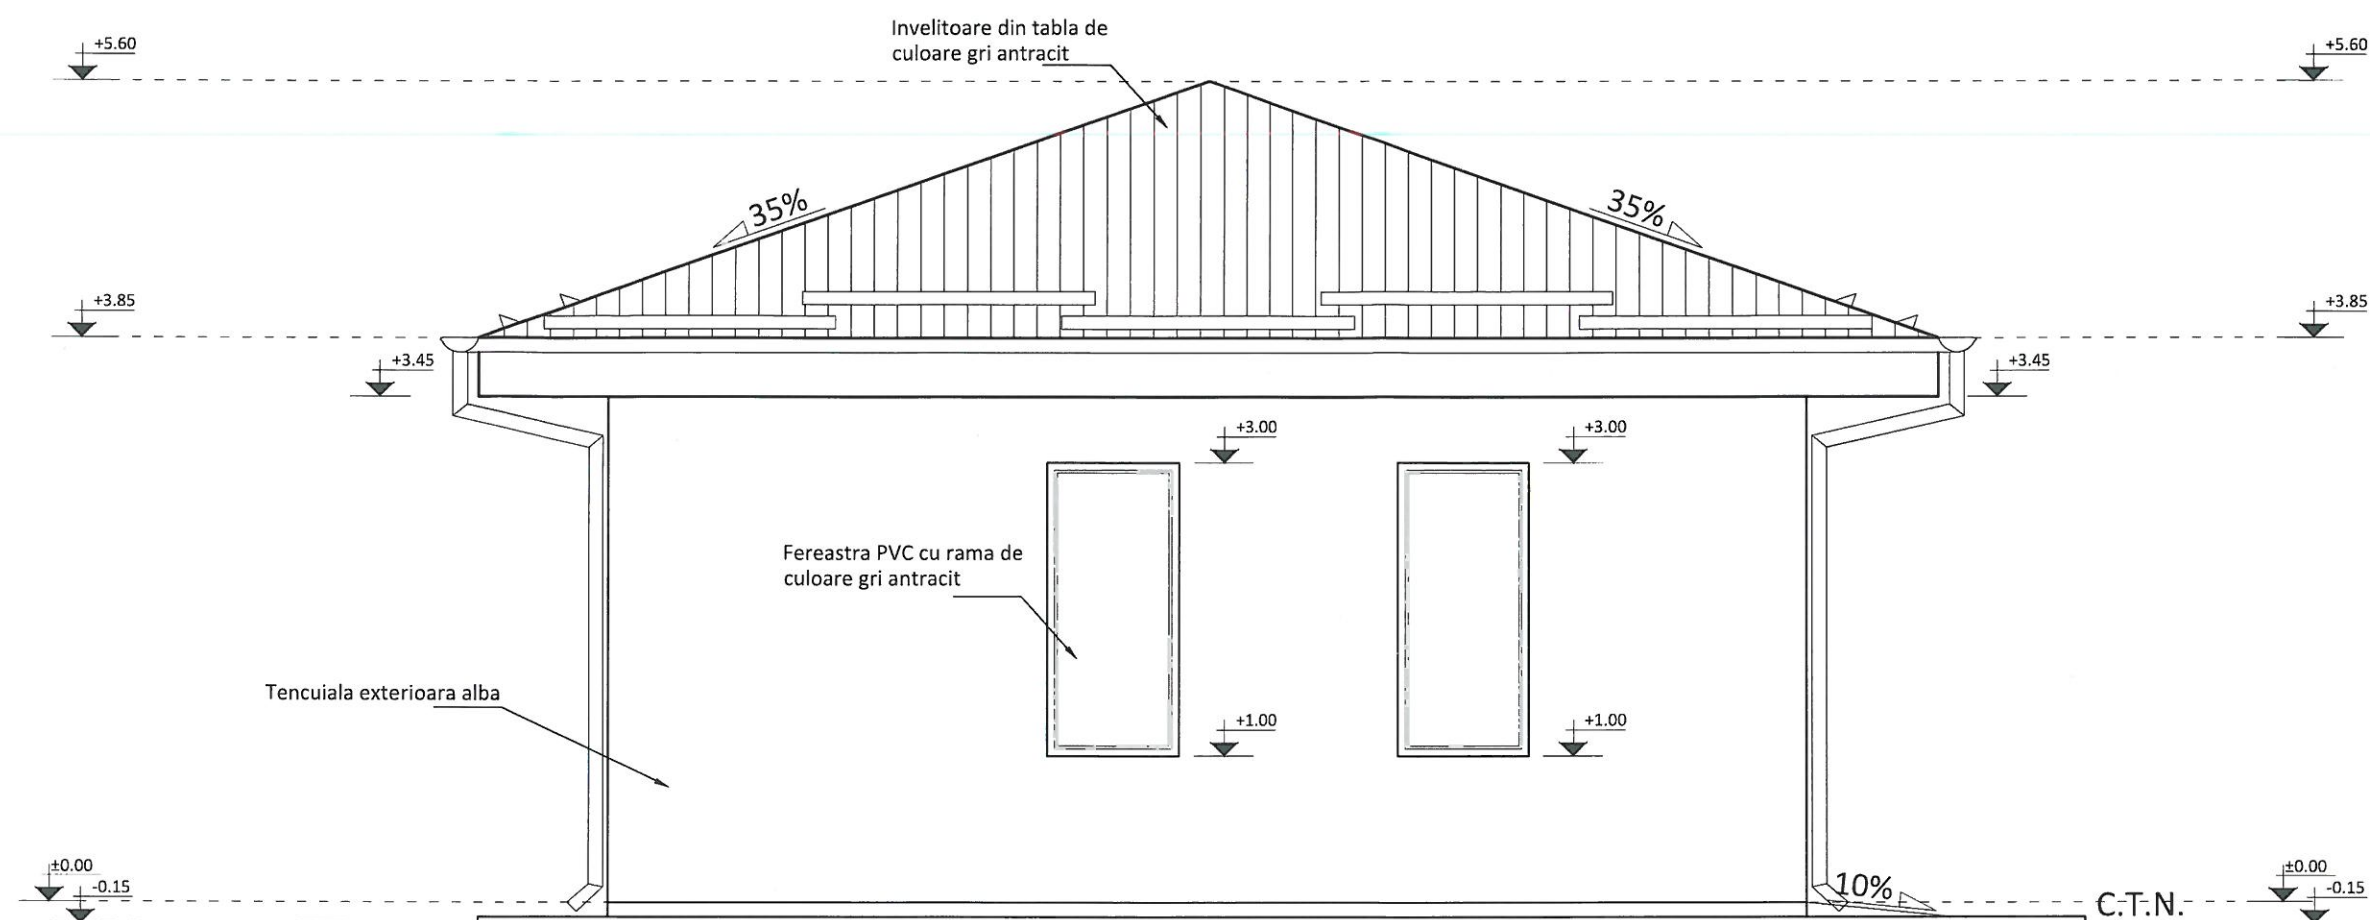 Invelitoare din tabla de
culoare gri antracit
+5.60
+5.60
35%
35%
+3.85
+3.85
+3.45
+3.45
+3.00
+3.00
Fereastra PVC cu rama de
culoare gri antracit
Tencuiala exterioara alba
+1.00
+1.00
±0.00
-0.15
10%
±0.00
-0.15
C.T.N.